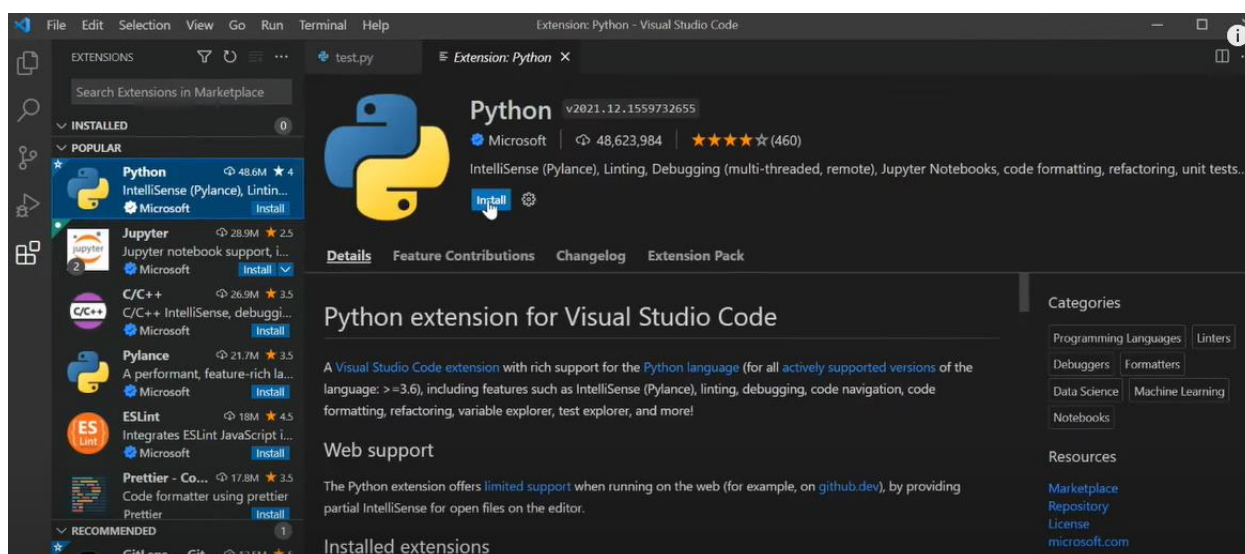 File Edit Selection View Go Run Terminal Help
Extension: Python - Visual Studio Code
EXTENSIONS
Search Extensions in Marketplace
INSTALLED 0
POPULAR
Python 48.6M 4
IntelliSense (Pylance), Lintin...
Microsoft Install
Jupyter 28.9M 2.5
Jupyter notebook support, i...
Microsoft Install
jupyter
2
C/C++ 26.9M 3.5
C/C++ IntelliSense, debuggi...
Microsoft Install
C/C++
Pylance 21.7M 3.5
A performant, feature-rich la...
Microsoft Install
ESLint 18M 4.5
Integrates ESLint JavaScript i...
Microsoft Install
ES
Lint
Prettier - Co... 17.8M 3.5
Code formatter using prettier
Prettier Install
RECOMMENDED 1
test.py
Extension: Python
Python v2021.12.1559732655
Microsoft 48,623,984 (460)
IntelliSense (Pylance), Linting, Debugging (multi-threaded, remote), Jupyter Notebooks, code formatting, refactoring, unit tests...
Install
Details Feature Contributions Changelog Extension Pack
Python extension for Visual Studio Code
A Visual Studio Code extension with rich support for the Python language (for all actively supported versions of the
language: >=3.6), including features such as IntelliSense (Pylance), linting, debugging, code navigation, code
formatting, refactoring, variable explorer, test explorer, and more!
Web support
The Python extension offers limited support when running on the web (for example, on github.dev), by providing
partial IntelliSense for open files on the editor.
Installed extensions
Categories
Programming Languages Linters
Debuggers Formatters
Data Science Machine Learning
Notebooks
Resources
Marketplace
Repository
License
microsoft.com